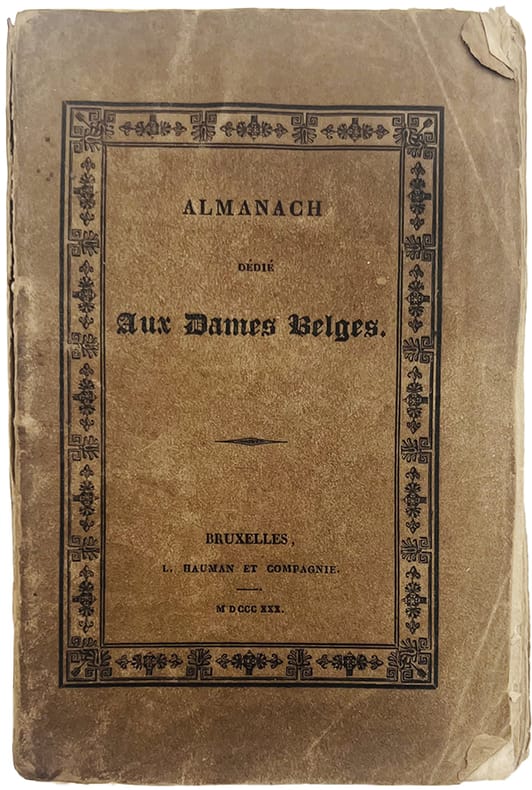 ALMANACH
DÉDIÉ
Aux Dames Belges.
BRUXELLES,
L. HAUMAN ET COMPAGNIE.
M DCCC XXX.